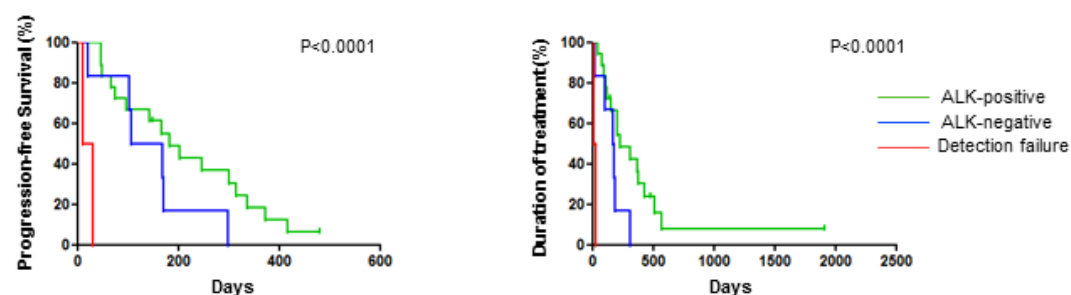 Progression-free Survival (%)
100
80
60
40
20
0
0 200 400 600
Days
P<0.0001
Duration of treatment (%)
100
80
60
40
20
0
0 500 1000 1500 2000 2500
Days
P<0.0001
ALK-positive
ALK-negative
Detection failure